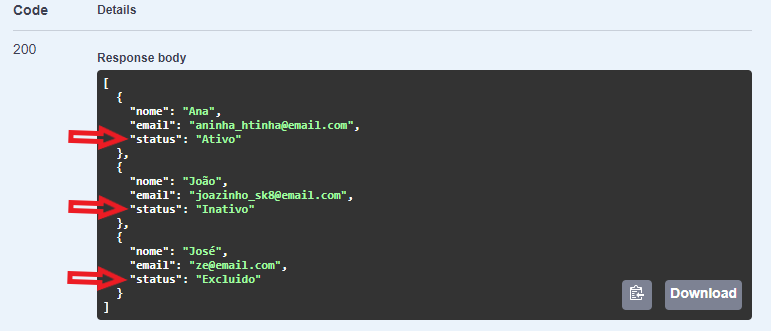 Code Details
200
Response body
[
  {
    "nome": "Ana",
    "email": "aninha_htinha@email.com",
    "status": "Ativo"
  },
  {
    "nome": "João",
    "email": "joazinho_sk8@email.com",
    "status": "Inativo"
  },
  {
    "nome": "José",
    "email": "ze@email.com",
    "status": "Excluido"
  }
]
Download